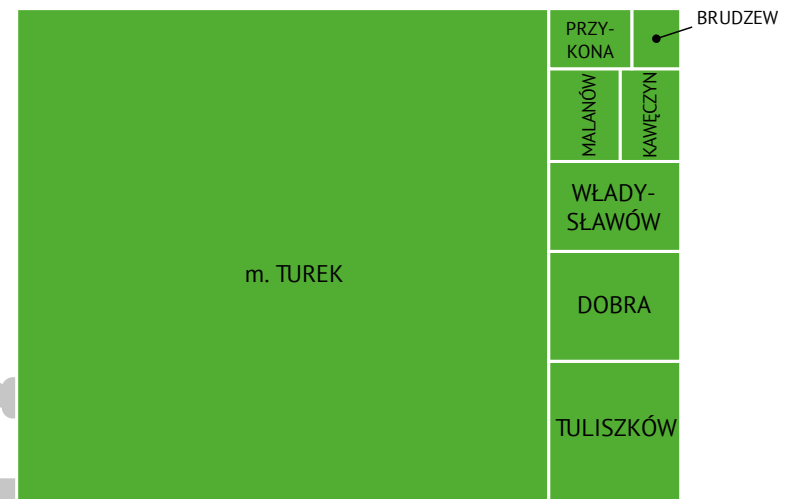 PRZY-
KONA
BRUDZEW
MALANÓW
KAWĘCZYN
WŁADY-
SŁAWÓW
m. TUREK
DOBRA
TULISZKÓW